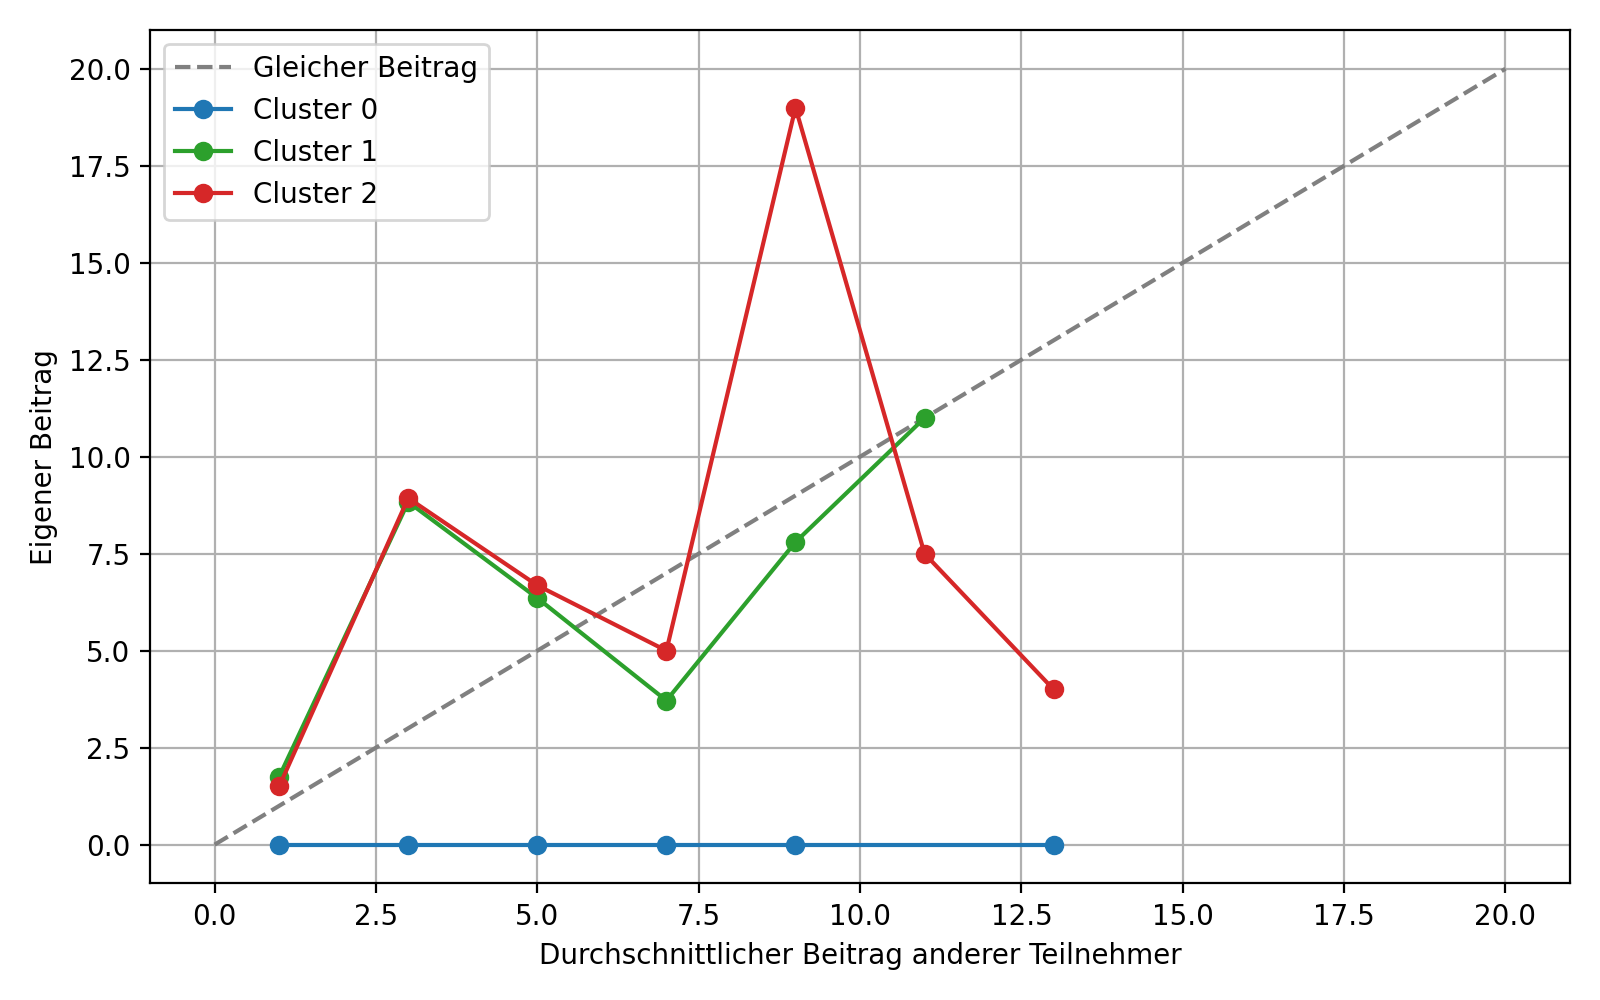 Gleicher Beitrag
Cluster 0
Cluster 1
Cluster 2
20.0
17.5
15.0
12.5
10.0
7.5
5.0
2.5
0.0
Eigener Beitrag
0.0 2.5 5.0 7.5 10.0 12.5 15.0 17.5 20.0
Durchschnittlicher Beitrag anderer Teilnehmer